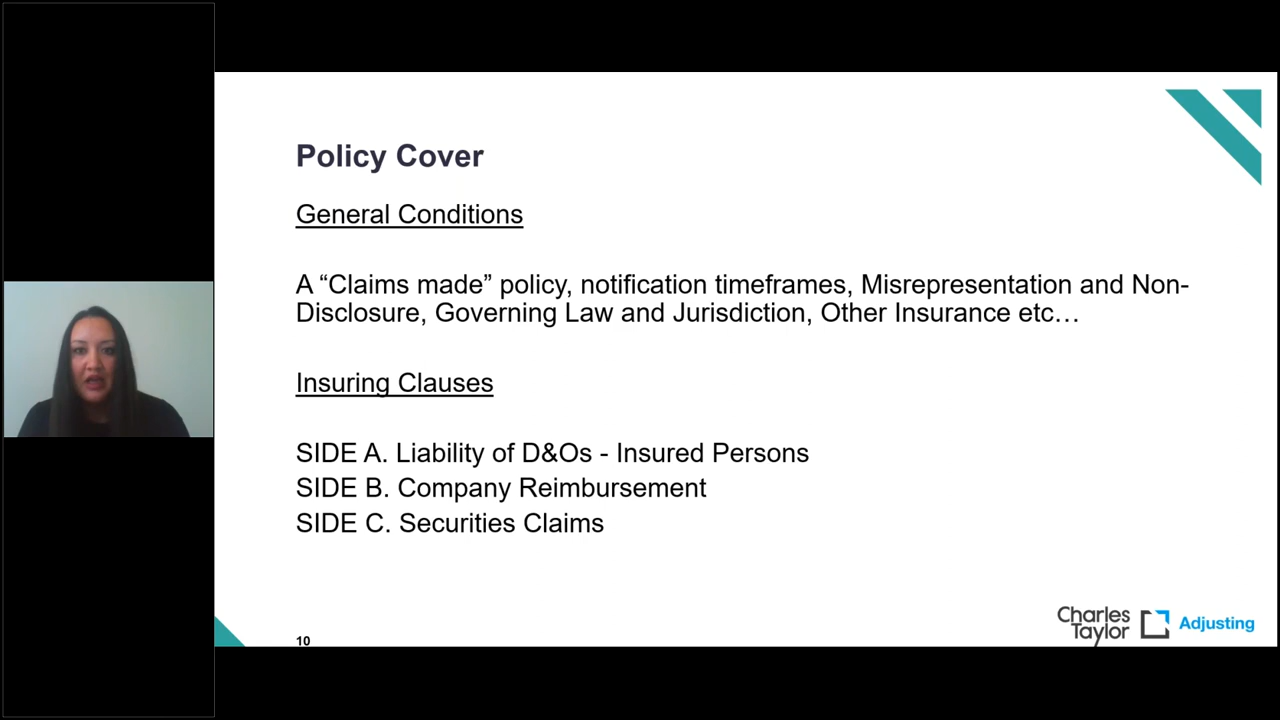 Policy Cover
General Conditions
A “Claims made” policy, notification timeframes, Misrepresentation and Non-
Disclosure, Governing Law and Jurisdiction, Other Insurance etc…
Insuring Clauses
SIDE A. Liability of D&Os - Insured Persons
SIDE B. Company Reimbursement
SIDE C. Securities Claims
10
Charles
Taylor
Adjusting